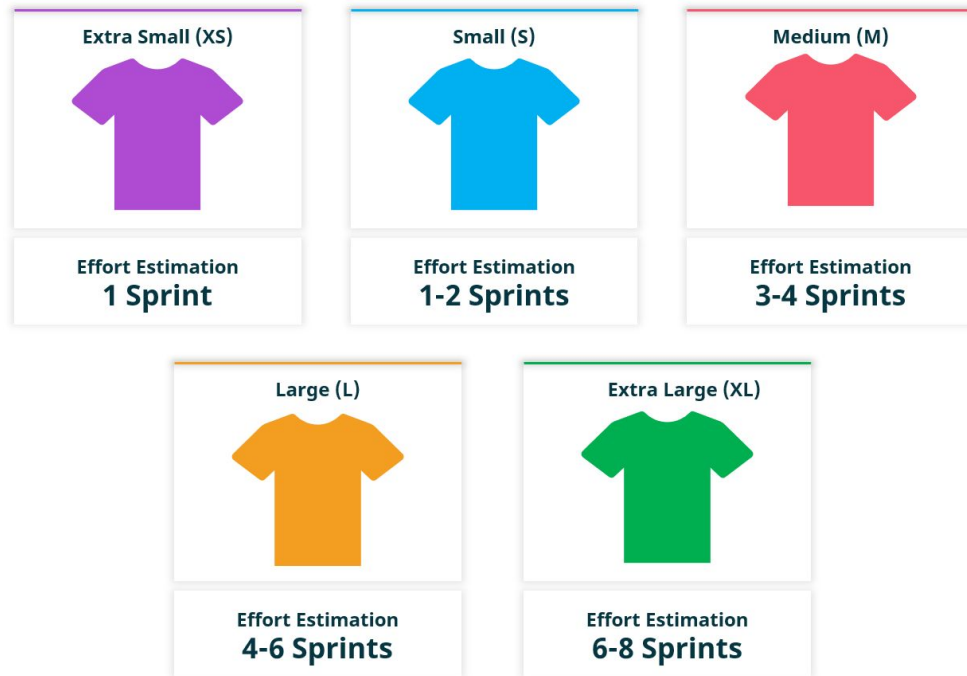 Extra Small (XS)
Effort Estimation
1 Sprint
Small (S)
Effort Estimation
1-2 Sprints
Medium (M)
Effort Estimation
3-4 Sprints
Large (L)
Effort Estimation
4-6 Sprints
Extra Large (XL)
Effort Estimation
6-8 Sprints